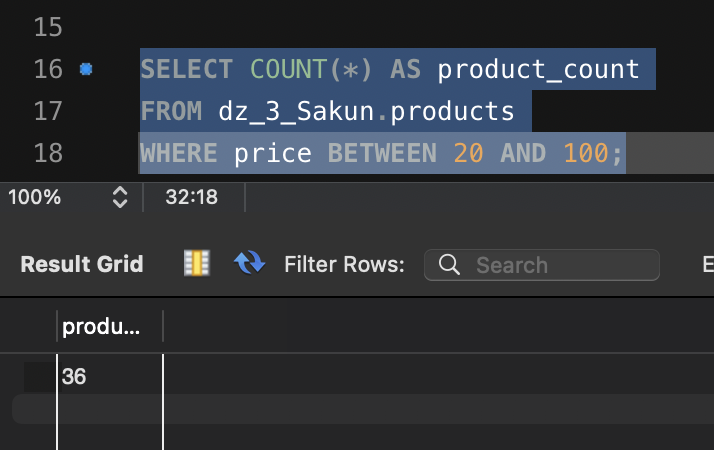 15
16 SELECT COUNT(*) AS product_count
17 FROM dz_3_Sakun.products
18 WHERE price BETWEEN 20 AND 100;
100% 32:18
Result Grid Filter Rows: Search E
produ...
36